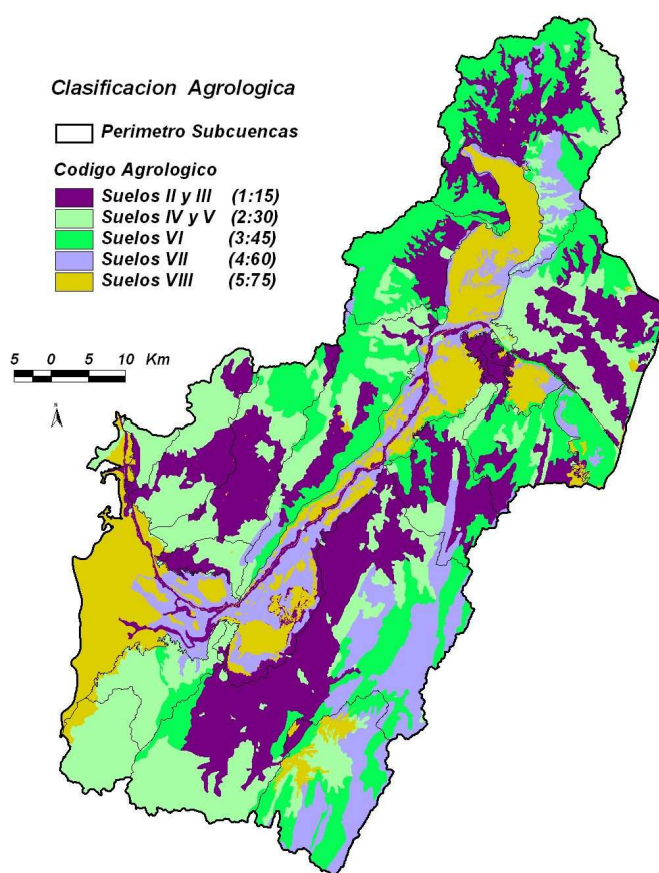 Clasificacion Agrologica
Perimetro Subcuencas
Codigo Agrologico
Suelos II y III (1:15)
Suelos IV y V (2:30)
Suelos VI (3:45)
Suelos VII (4:60)
Suelos VIII (5:75)
5 0 5 10 Km
N